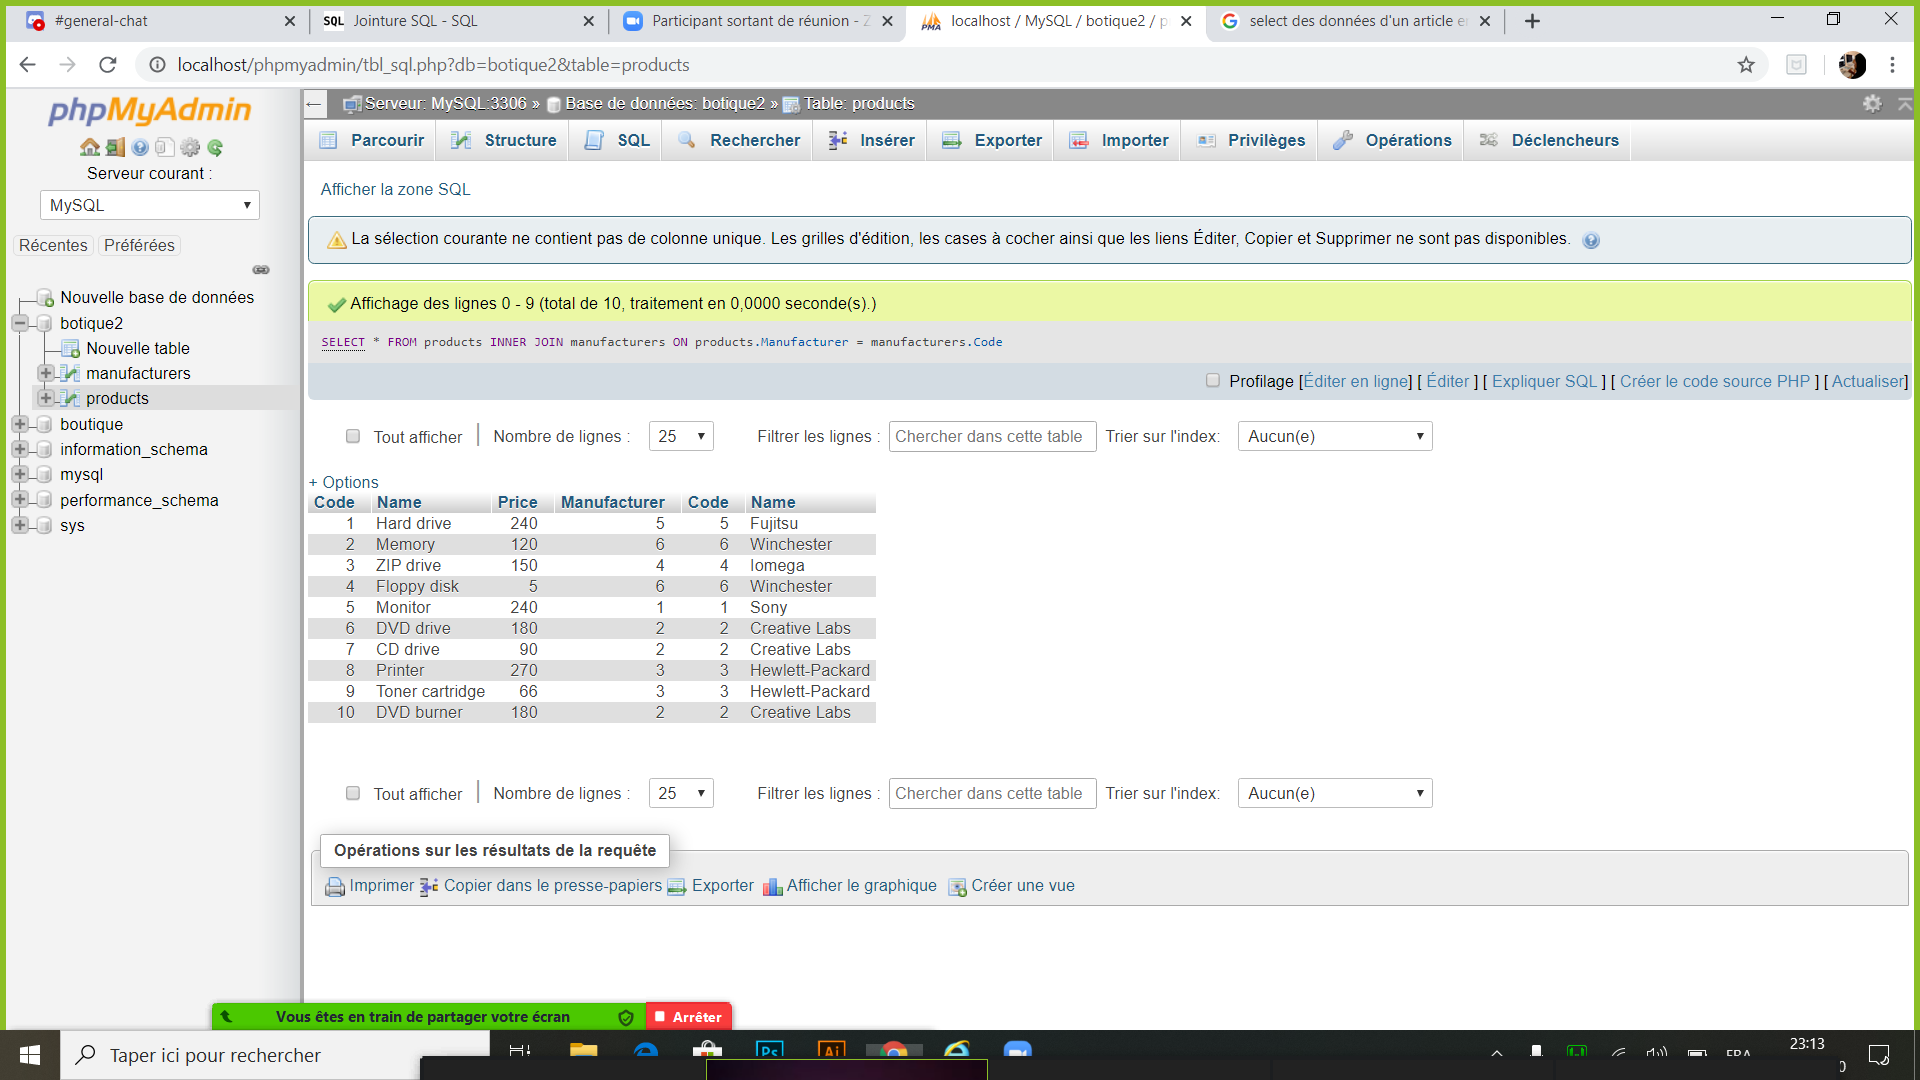 #general-chat
Jointure SQL - SQL
Participant sortant de réunion - Z
localhost / MySQL / botique2 / p
select des données d'un article e
localhost/phpmyadmin/tbl_sql.php?db=botique2&table=products
phpMyAdmin
Serveur courant :
MySQL
Récentes Préférées
Nouvelle base de données
botique2
Nouvelle table
manufacturers
products
boutique
information_schema
mysql
performance_schema
sys
Serveur: MySQL:3306 » Base de données: botique2 » Table: products
Parcourir Structure SQL Rechercher Insérer Exporter Importer Privilèges Opérations Déclencheurs
Afficher la zone SQL
La sélection courante ne contient pas de colonne unique. Les grilles d'édition, les cases à cocher ainsi que les liens Éditer, Copier et Supprimer ne sont pas disponibles.
Affichage des lignes 0 - 9 (total de 10, traitement en 0,0000 seconde(s).)
SELECT * FROM products INNER JOIN manufacturers ON products.Manufacturer = manufacturers.Code
Profilage [Éditer en ligne] [ Éditer ] [ Expliquer SQL ] [ Créer le code source PHP ] [ Actualiser]
Tout afficher | Nombre de lignes : 25 Filtrer les lignes : Chercher dans cette table Trier sur l'index: Aucun(e)
+ Options
Code Name Price Manufacturer Code Name
1 Hard drive 240 5 5 Fujitsu
2 Memory 120 6 6 Winchester
3 ZIP drive 150 4 4 Iomega
4 Floppy disk 5 6 6 Winchester
5 Monitor 240 1 1 Sony
6 DVD drive 180 2 2 Creative Labs
7 CD drive 90 2 2 Creative Labs
8 Printer 270 3 3 Hewlett-Packard
9 Toner cartridge 66 3 3 Hewlett-Packard
10 DVD burner 180 2 2 Creative Labs
Tout afficher | Nombre de lignes : 25 Filtrer les lignes : Chercher dans cette table Trier sur l'index: Aucun(e)
Opérations sur les résultats de la requête
Imprimer Copier dans le presse-papiers Exporter Afficher le graphique Créer une vue
Vous êtes en train de partager votre écran
Arrêter
Taper ici pour rechercher
Ps
Ai
FRA
23:13